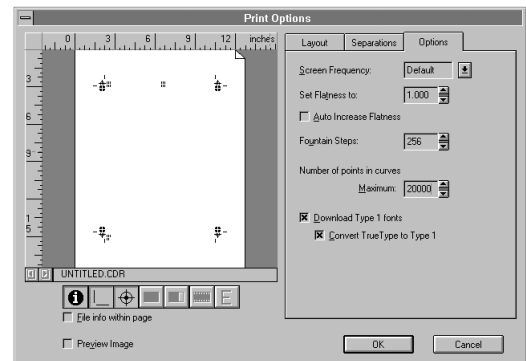 Print Options
0 3 6 9 12 inches
3
6
9
1
5
UNTITLED.CDR
E
File info within page
Preview Image
Layout Separations Options
Screen Frequency: Default
Set Flatness to: 1.000
Auto Increase Flatness
Fountain Steps: 256
Number of points in curves
Maximum: 20000
Download Type 1 fonts
Convert TrueType to Type 1
OK Cancel